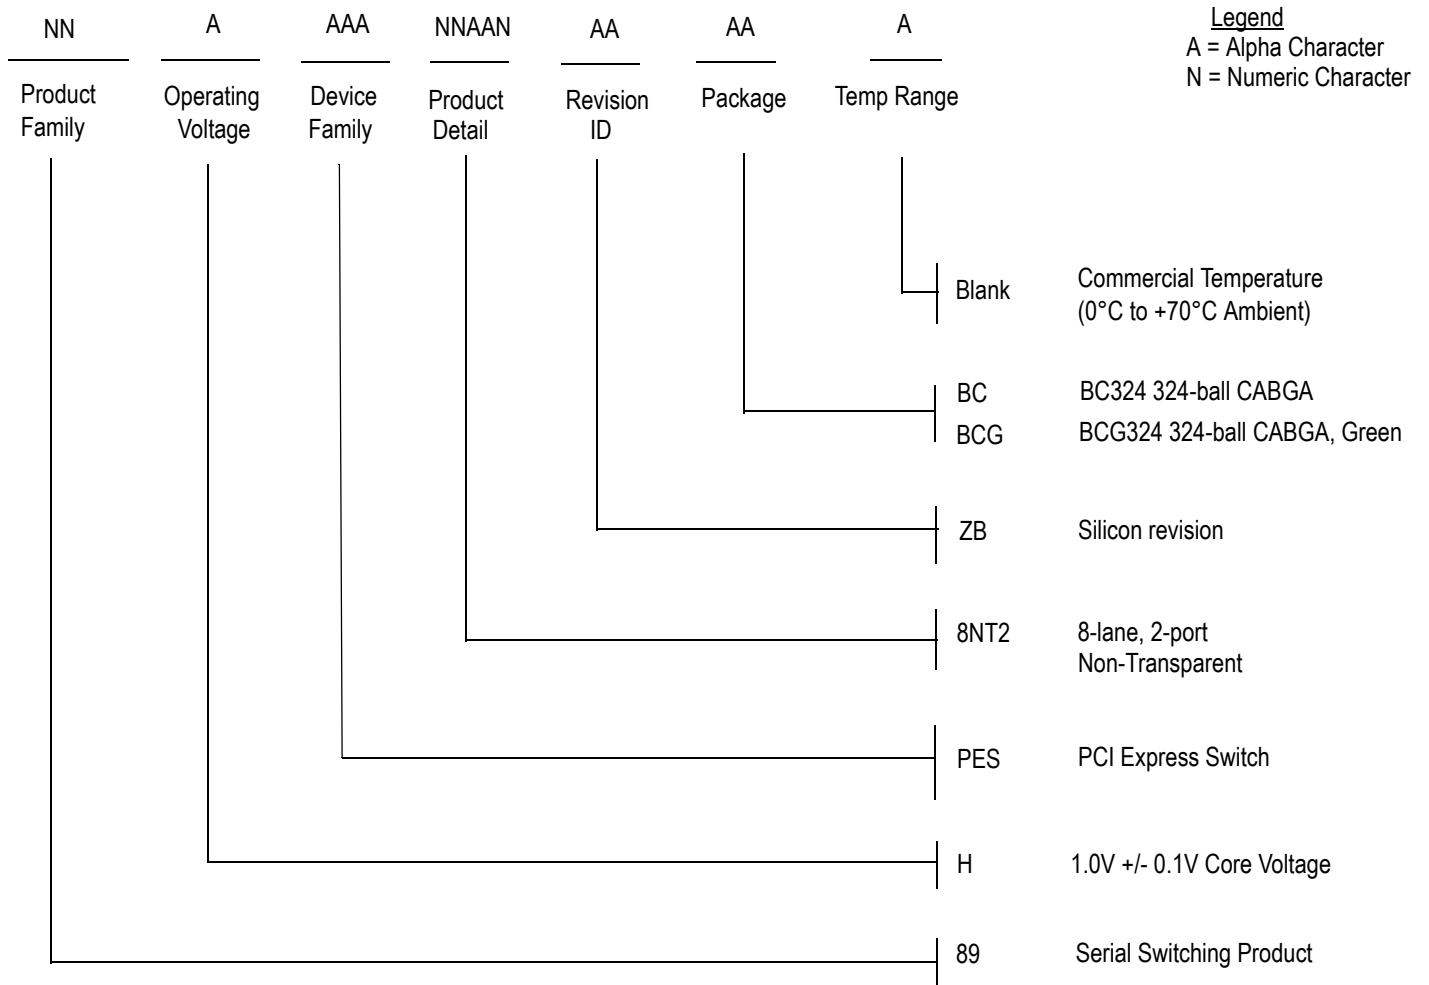 NN A AAA NNAAN AA AA A
Legend
A = Alpha Character
N = Numeric Character
Product Family
Operating Voltage
Device Family
Product Detail
Revision ID
Package
Temp Range
Blank Commercial Temperature
(0°C to +70°C Ambient)
BC BC324 324-ball CABGA
BCG BCG324 324-ball CABGA, Green
ZB Silicon revision
8NT2 8-lane, 2-port
Non-Transparent
PES PCI Express Switch
H 1.0V +/- 0.1V Core Voltage
89 Serial Switching Product